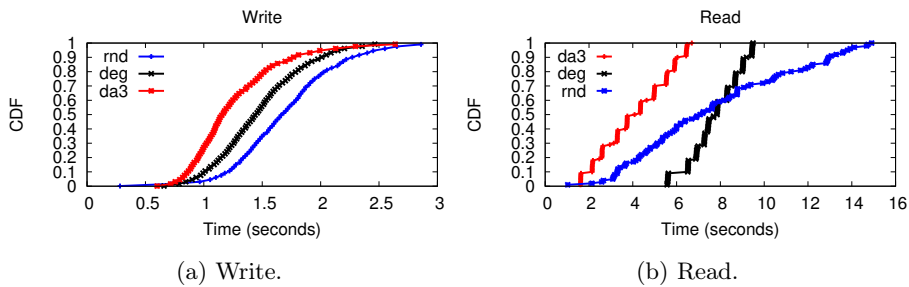 Write
1
0.9
0.8
0.7
0.6
0.5
0.4
0.3
0.2
0.1
0
CDF
rnd
deg
da3
0 0.5 1 1.5 2 2.5 3
Time (seconds)
(a) Write.
Read
1
0.9
0.8
0.7
0.6
0.5
0.4
0.3
0.2
0.1
0
CDF
da3
deg
rnd
0 2 4 6 8 10 12 14 16
Time (seconds)
(b) Read.